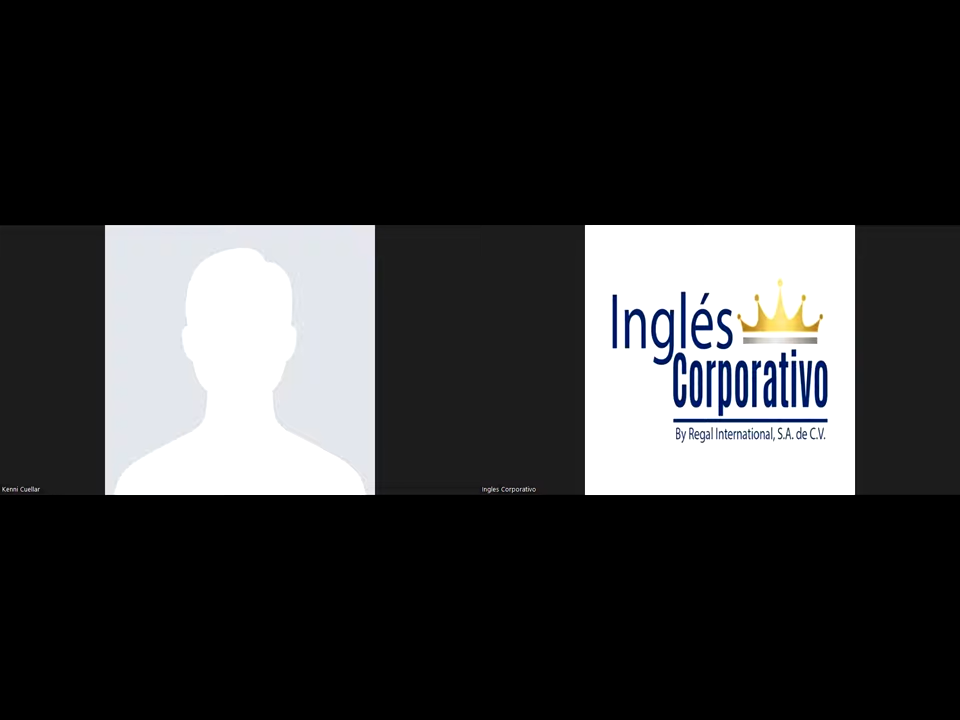 Inglés
Corporativo
By Regal International, S.A. de C.V.
Kenni Cuellar
Ingles Corporativo